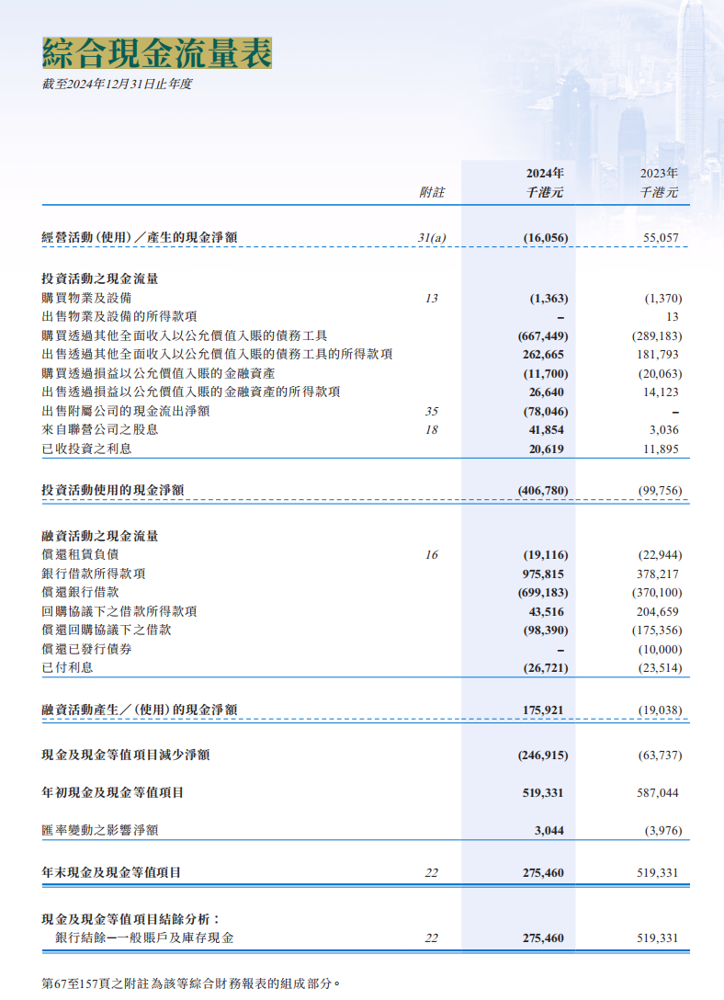 綜合現金流量表
截至2024年12月31日止年度
2024年 2023年
附註 千港元 千港元
經營活動(使用)／產生的現金淨額 31(a) (16,056) 55,057
投資活動之現金流量
購買物業及設備 13 (1,363) (1,370)
出售物業及設備的所得款項 – 13
購買透過其他全面收入以公允價值入賬的債務工具 (667,449) (289,183)
出售透過其他全面收入以公允價值入賬的債務工具的所得款項 262,665 181,793
購買透過損益以公允價值入賬的金融資產 (11,700) (20,063)
出售透過損益以公允價值入賬的金融資產的所得款項 26,640 14,123
出售附屬公司的現金流出淨額 35 (78,046) –
來自聯營公司之股息 18 41,854 3,036
已收投資之利息 20,619 11,895
投資活動使用的現金淨額 (406,780) (99,756)
融資活動之現金流量
償還租賃負債 16 (19,116) (22,944)
銀行借款所得款項 975,815 378,217
償還銀行借款 (699,183) (370,100)
回購協議下之借款所得款項 43,516 204,659
償還回購協議下之借款 (98,390) (175,356)
償還已發行債券 – (10,000)
已付利息 (26,721) (23,514)
融資活動產生／(使用)的現金淨額 175,921 (19,038)
現金及現金等值項目減少淨額 (246,915) (63,737)
年初現金及現金等值項目 519,331 587,044
匯率變動之影響淨額 3,044 (3,976)
年末現金及現金等值項目 22 275,460 519,331
現金及現金等值項目結餘分析：
銀行結餘—一般賬戶及庫存現金 22 275,460 519,331
第67至157頁之附註為該等綜合財務報表的組成部分。